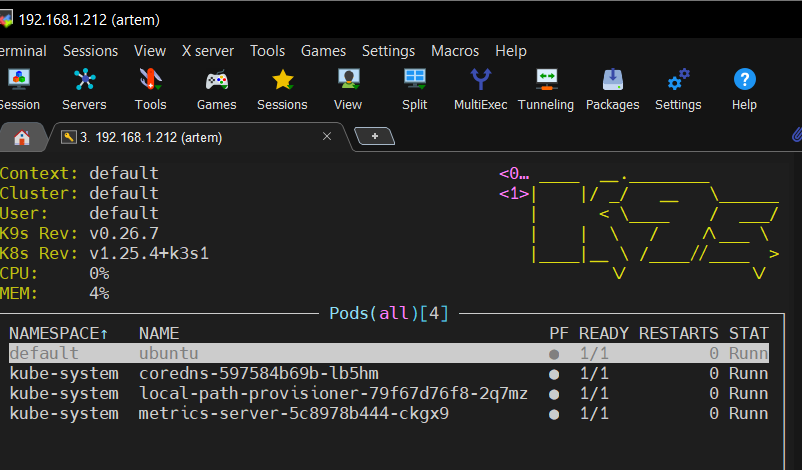 192.168.1.212 (artem)
erminal Sessions View X server Tools Games Settings Macros Help
Session Servers Tools Games Sessions View Split MultiExec Tunneling Packages Settings Help
3. 192.168.1.212 (artem)
Context: default <0…
Cluster: default <1>
User: default
K9s Rev: v0.26.7
K8s Rev: v1.25.4+k3s1
CPU: 0%
MEM: 4%
Pods(all)[4]
NAMESPACE↑ NAME PF READY RESTARTS STAT
default ubuntu ● 1/1 0 Runn
kube-system coredns-597584b69b-lb5hm ● 1/1 0 Runn
kube-system local-path-provisioner-79f67d76f8-2q7mz ● 1/1 0 Runn
kube-system metrics-server-5c8978b444-ckgx9 ● 1/1 0 Runn